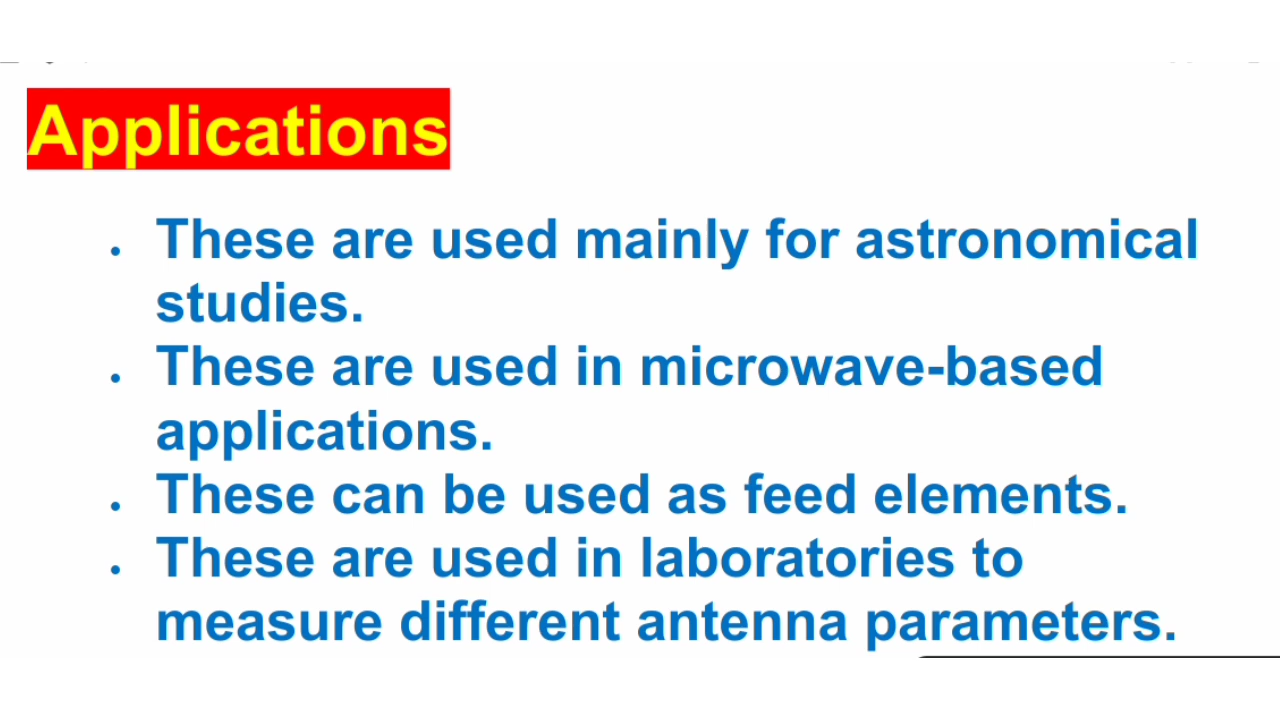 Applications
• These are used mainly for astronomical
studies.
• These are used in microwave-based
applications.
• These can be used as feed elements.
• These are used in laboratories to
measure different antenna parameters.